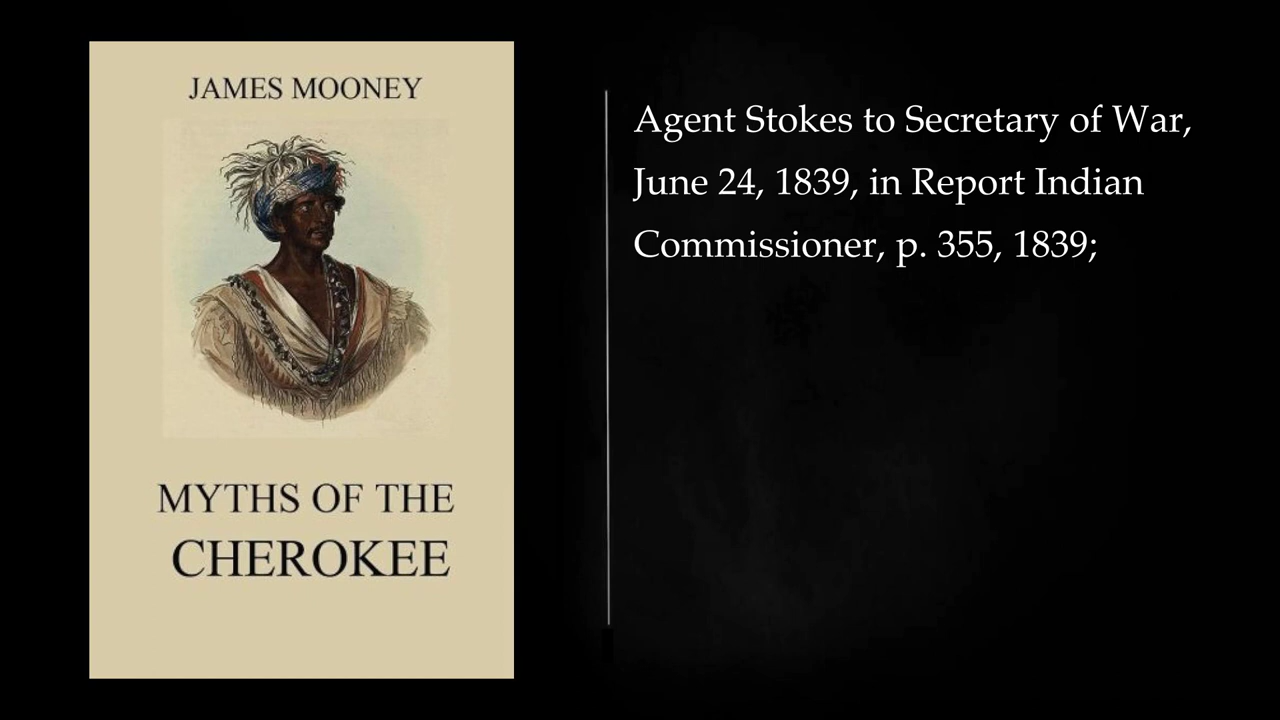 JAMES MOONEY
MYTHS OF THE
CHEROKEE
Agent Stokes to Secretary of War,
June 24, 1839, in Report Indian
Commissioner, p. 355, 1839;